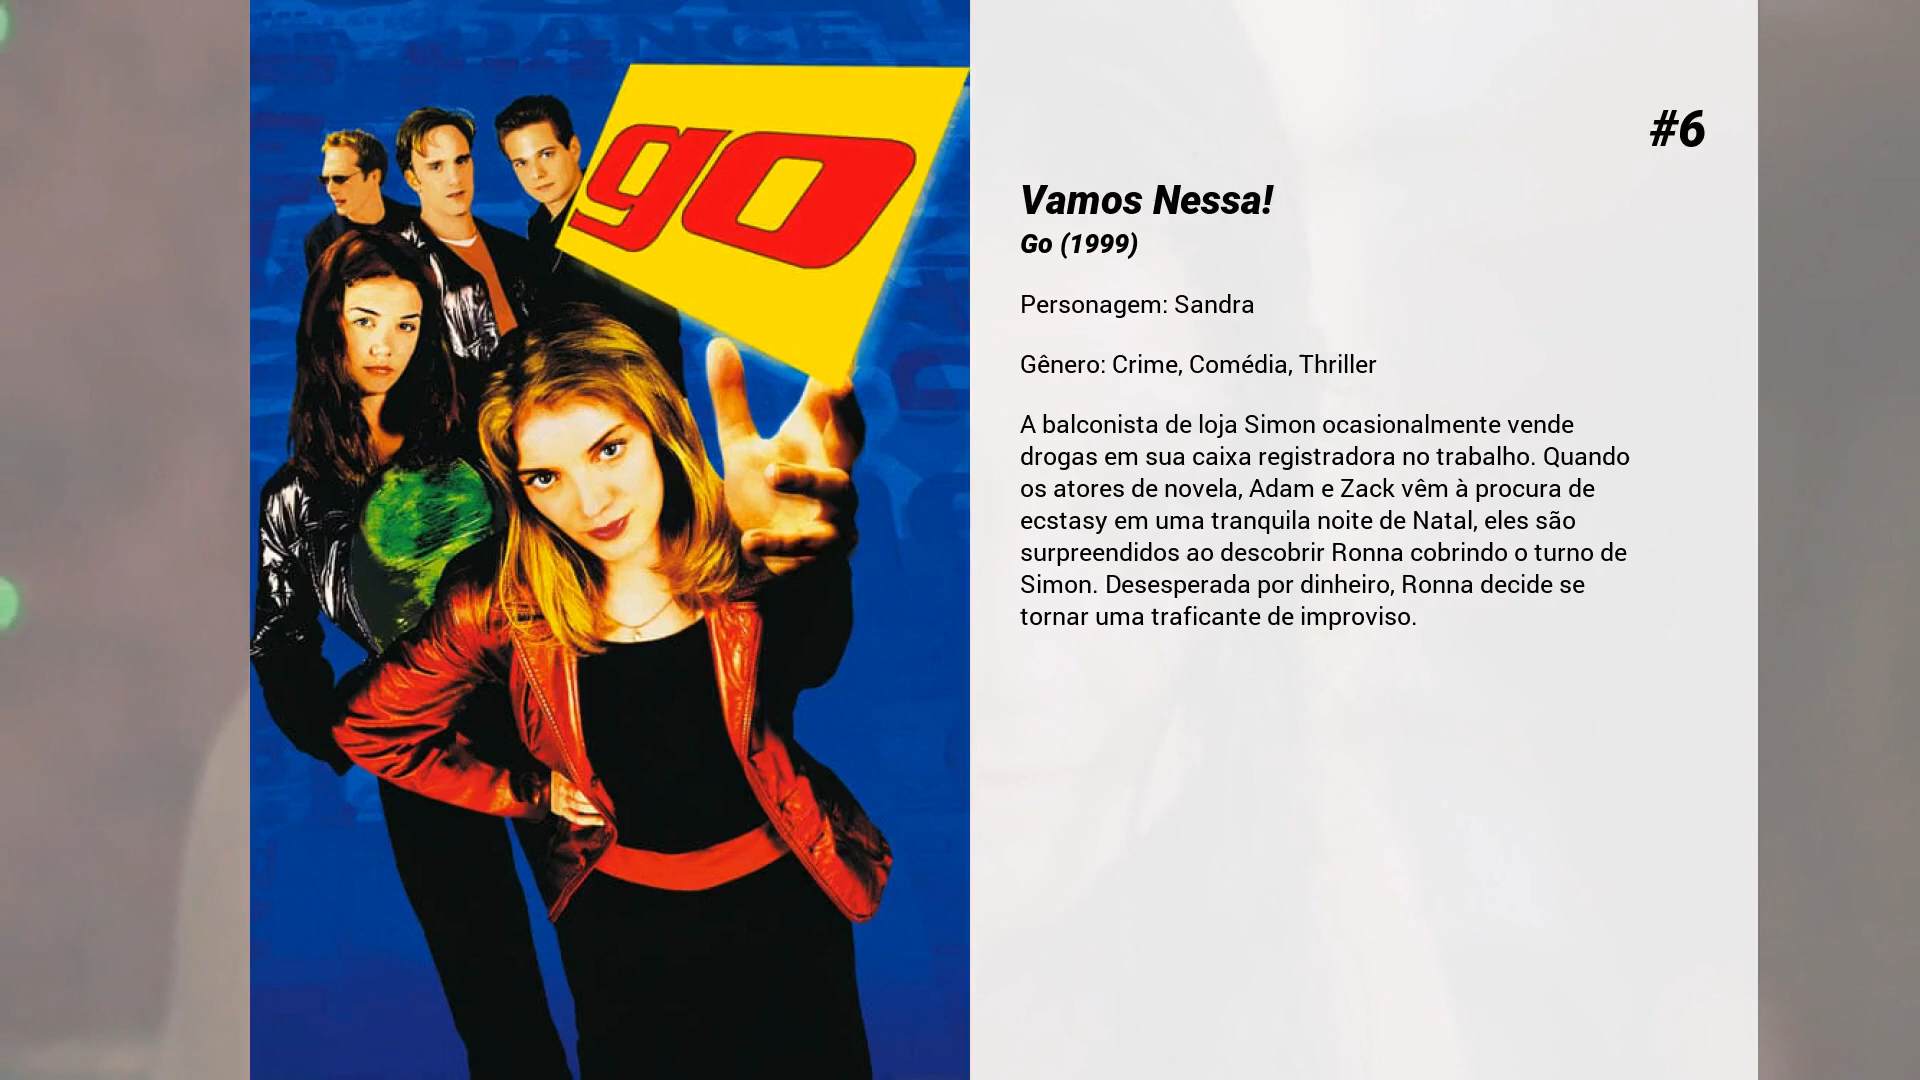 DANCE
go
#6
Vamos Nessa!
Go (1999)
Personagem: Sandra
Gênero: Crime, Comédia, Thriller
A balconista de loja Simon ocasionalmente vende
drogas em sua caixa registradora no trabalho. Quando
os atores de novela, Adam e Zack vêm à procura de
ecstasy em uma tranquila noite de Natal, eles são
surpreendidos ao descobrir Ronna cobrindo o turno de
Simon. Desesperada por dinheiro, Ronna decide se
tornar uma traficante de improviso.